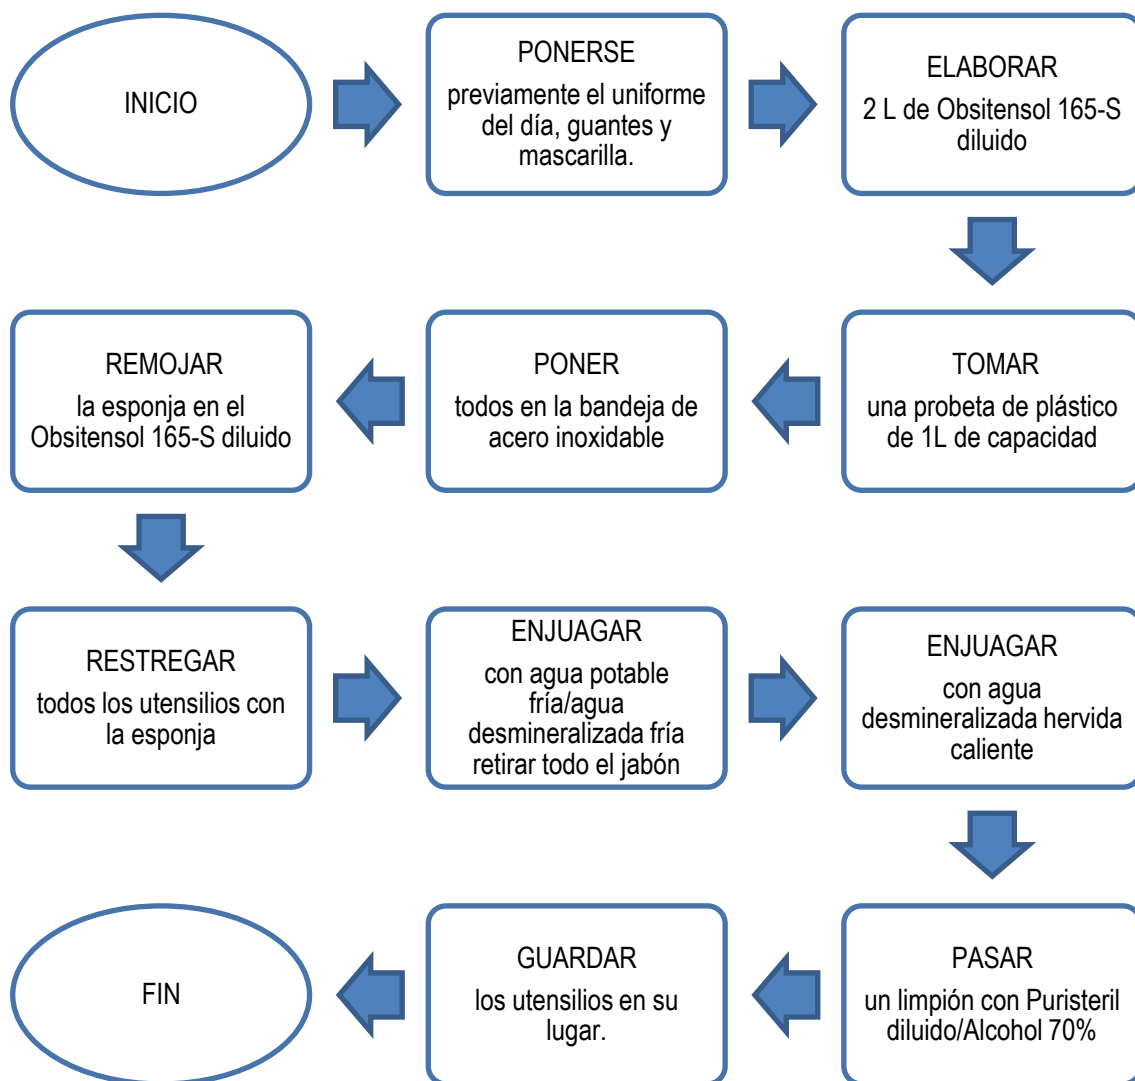 INICIO
PONERSE
previamente el uniforme
del día, guantes y
mascarilla.
ELABORAR
2 L de Obsitensol 165-S
diluido
TOMAR
una probeta de plástico
de 1L de capacidad
PONER
todos en la bandeja de
acero inoxidable
REMOJAR
la esponja en el
Obsitensol 165-S diluido
RESTREGAR
todos los utensilios con
la esponja
ENJUAGAR
con agua potable
fría/agua
desmineralizada fría
retirar todo el jabón
ENJUAGAR
con agua
desmineralizada hervida
caliente
PASAR
un limpión con Puristeril
diluido/Alcohol 70%
GUARDAR
los utensilios en su
lugar.
FIN